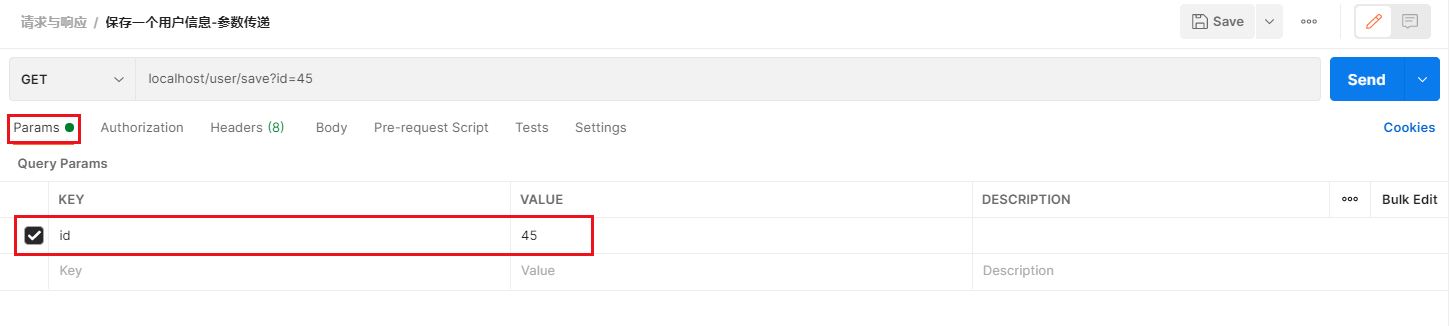 请求与响应 / 保存一个用户信息-参数传递 Save
GET localhost/user/save?id=45 Send
Params Authorization Headers (8) Body Pre-request Script Tests Settings Cookies
Query Params
KEY VALUE DESCRIPTION Bulk Edit
id 45
Key Value Description